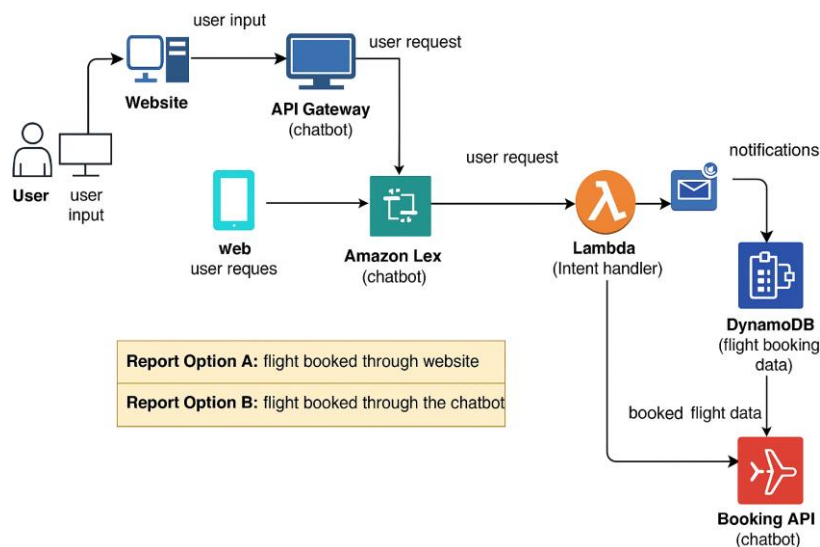 user input
user request
Website
API Gateway
(chatbot)
User
user
input
user request
notifications
web
user reques
Amazon Lex
(chatbot)
Lambda
(Intent handler)
DynamoDB
(flight booking
data)
Report Option A: flight booked through website
Report Option B: flight booked through the chatbot
booked flight data
Booking API
(chatbot)